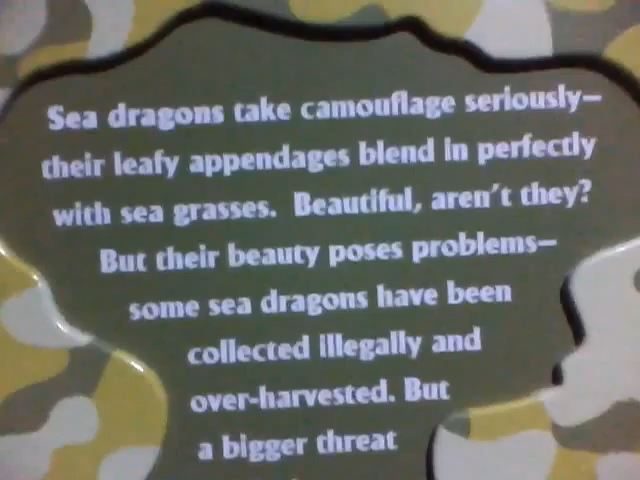 Sea dragons take camouflage seriously—
their leafy appendages blend in perfectly
with sea grasses. Beautiful, aren't they?
But their beauty poses problems—
some sea dragons have been
collected illegally and
over-harvested. But
a bigger threat